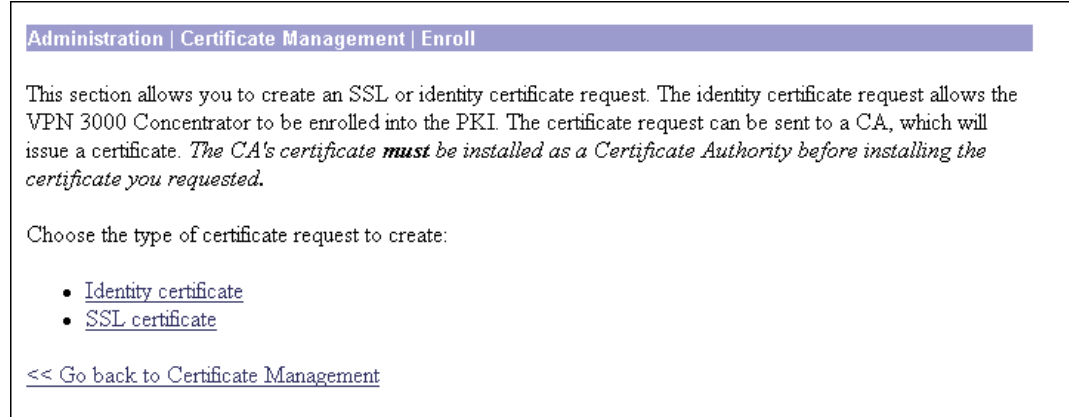 Administration | Certificate Management | Enroll
This section allows you to create an SSL or identity certificate request. The identity certificate request allows the
VPN 3000 Concentrator to be enrolled into the PKI. The certificate request can be sent to a CA, which will
issue a certificate. The CA's certificate must be installed as a Certificate Authority before installing the
certificate you requested.
Choose the type of certificate request to create:
• Identity certificate
• SSL certificate
<< Go back to Certificate Management